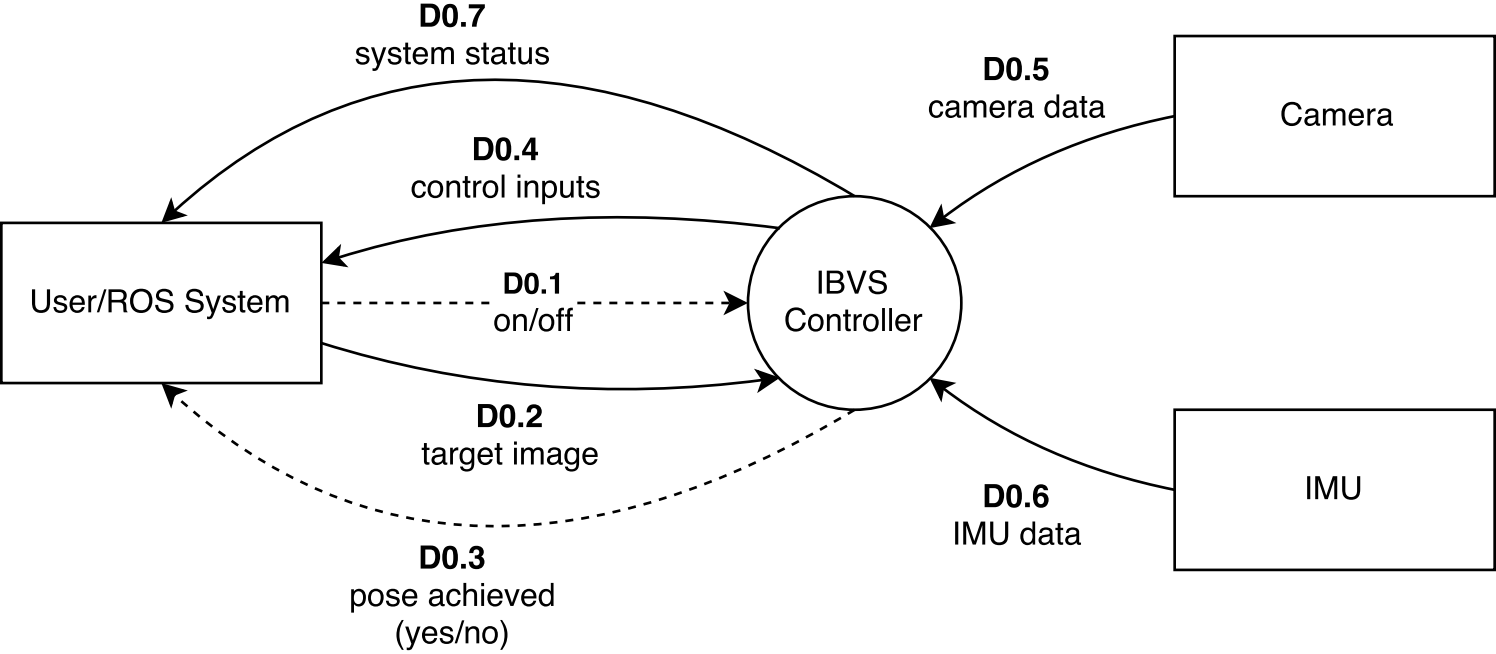 D0.7
system status
D0.5
camera data
Camera
D0.4
control inputs
User/ROS System
D0.1
on/off
IBVS
Controller
D0.2
target image
D0.6
IMU data
IMU
D0.3
pose achieved
(yes/no)